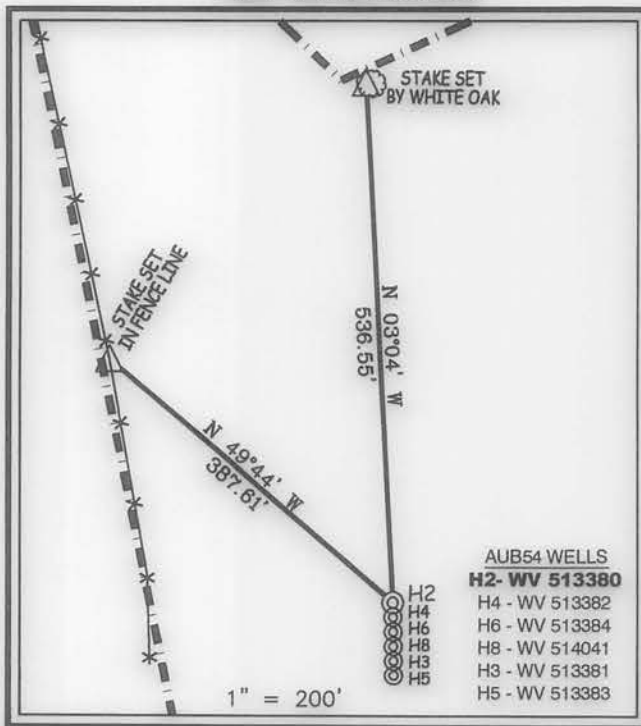 STAKE SET
BY WHITE OAK
STAKE SET
IN FENCE LINE
N 03°04' W
536.55'
N 49°44' W
387.61'
H2
H4
H6
H8
H3
H5
AUB54 WELLS
H2- WV 513380
H4 - WV 513382
H6 - WV 513384
H8 - WV 514041
H3 - WV 513381
H5 - WV 513383
1" = 200'